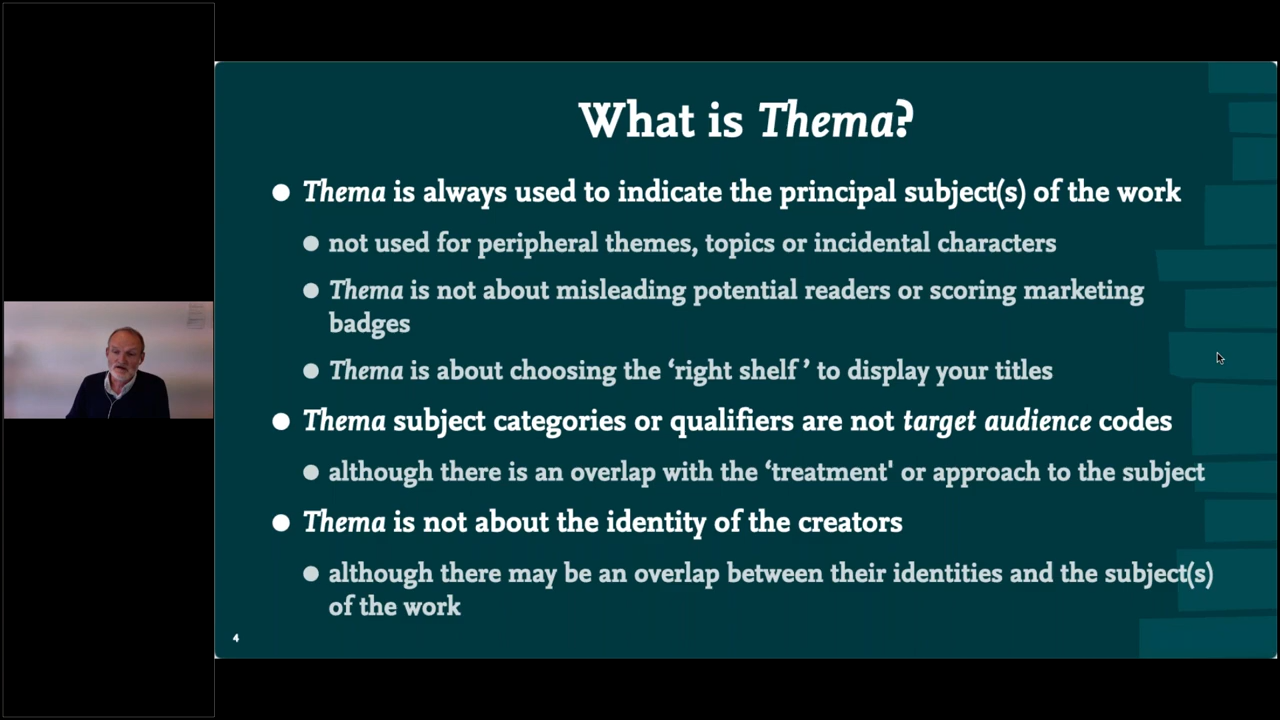 What is Thema?
● Thema is always used to indicate the principal subject(s) of the work
● not used for peripheral themes, topics or incidental characters
● Thema is not about misleading potential readers or scoring marketing
badges
● Thema is about choosing the ‘right shelf’ to display your titles
● Thema subject categories or qualifiers are not target audience codes
● although there is an overlap with the ‘treatment' or approach to the subject
● Thema is not about the identity of the creators
● although there may be an overlap between their identities and the subject(s)
of the work
4